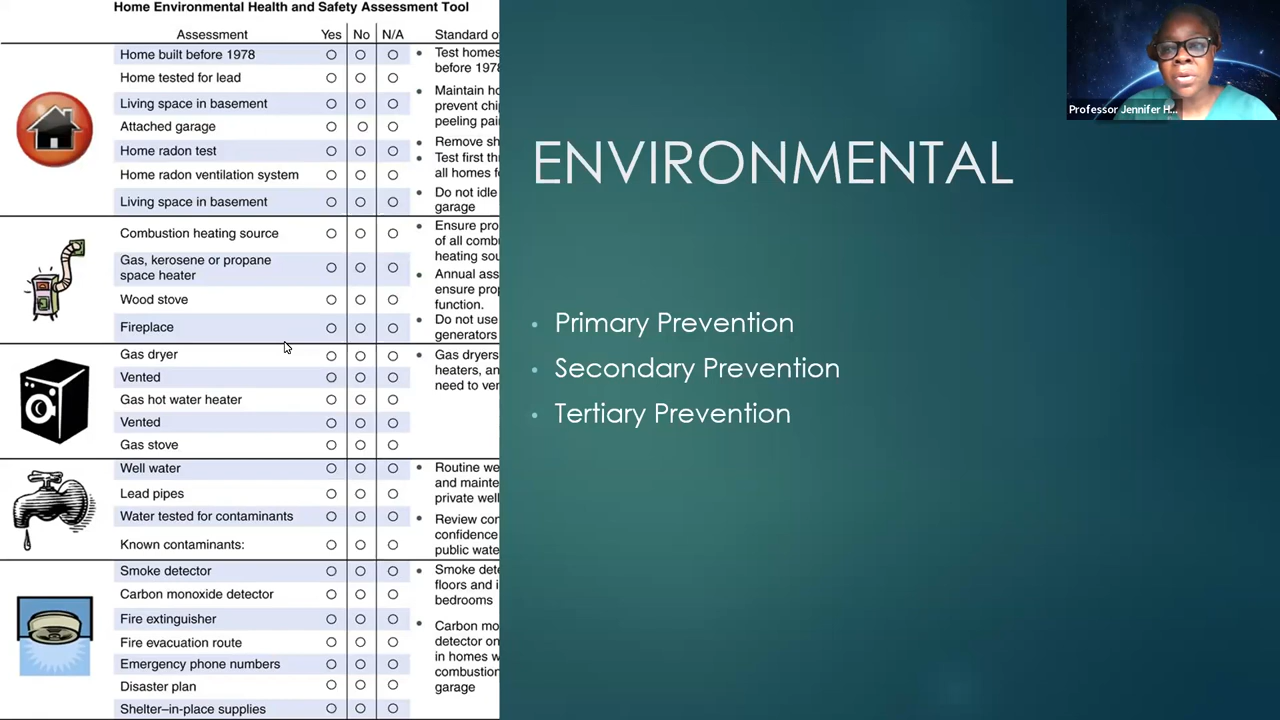 Home Environmental Health and Safety Assessment Tool
Assessment Yes No N/A Standard o
Home built before 1978
Home tested for lead
Living space in basement
Attached garage
Home radon test
Home radon ventilation system
Living space in basement
• Test homes
before 1978
• Maintain ho
prevent chi
peeling pai
• Remove sh
• Test first th
all homes f
• Do not idle
garage
Combustion heating source
Gas, kerosene or propane
space heater
Wood stove
Fireplace
• Ensure pro
of all comb
heating sou
• Annual ass
ensure prop
function.
• Do not use
generators
Gas dryer
Vented
Gas hot water heater
Vented
Gas stove
• Gas dryers
heaters, an
need to ver
Well water
Lead pipes
Water tested for contaminants
Known contaminants:
• Routine we
and mainte
private well
• Review con
confidence
public wate
Smoke detector
Carbon monoxide detector
Fire extinguisher
Fire evacuation route
Emergency phone numbers
Disaster plan
Shelter–in-place supplies
• Smoke dete
floors and i
bedrooms
• Carbon mo
detector on
in homes w
combustion
garage
ENVIRONMENTAL
• Primary Prevention
• Secondary Prevention
• Tertiary Prevention
Professor Jennifer H...